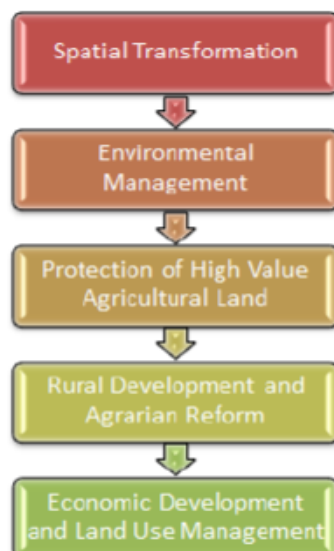 Spatial Transformation
Environmental
Management
Protection of High Value
Agricultural Land
Rural Development and
Agrarian Reform
Economic Development
and Land Use Management